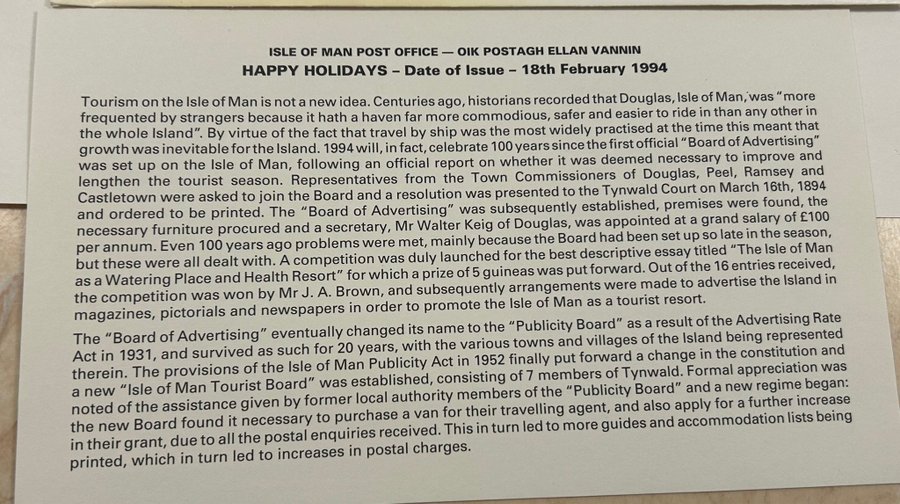 ISLE OF MAN POST OFFICE — OIK POSTAGH ELLAN VANNIN
HAPPY HOLIDAYS – Date of Issue – 18th February 1994
Tourism on the Isle of Man is not a new idea. Centuries ago, historians recorded that Douglas, Isle of Man, was “more
frequented by strangers because it hath a haven far more commodious, safer and easier to ride in than any other in
the whole Island”. By virtue of the fact that travel by ship was the most widely practised at the time this meant that
growth was inevitable for the Island. 1994 will, in fact, celebrate 100 years since the first official “Board of Advertising”
was set up on the Isle of Man, following an official report on whether it was deemed necessary to improve and
lengthen the tourist season. Representatives from the Town Commissioners of Douglas, Peel, Ramsey and
Castletown were asked to join the Board and a resolution was presented to the Tynwald Court on March 16th, 1894
and ordered to be printed. The “Board of Advertising” was subsequently established, premises were found, the
necessary furniture procured and a secretary, Mr Walter Keig of Douglas, was appointed at a grand salary of £100
per annum. Even 100 years ago problems were met, mainly because the Board had been set up so late in the season,
but these were all dealt with. A competition was duly launched for the best descriptive essay titled “The Isle of Man
as a Watering Place and Health Resort” for which a prize of 5 guineas was put forward. Out of the 16 entries received,
the competition was won by Mr J. A. Brown, and subsequently arrangements were made to advertise the Island in
magazines, pictorials and newspapers in order to promote the Isle of Man as a tourist resort.
The “Board of Advertising” eventually changed its name to the “Publicity Board” as a result of the Advertising Rate
Act in 1931, and survived as such for 20 years, with the various towns and villages of the Island being represented
therein. The provisions of the Isle of Man Publicity Act in 1952 finally put forward a change in the constitution and
a new “Isle of Man Tourist Board” was established, consisting of 7 members of Tynwald. Formal appreciation was
noted of the assistance given by former local authority members of the “Publicity Board” and a new regime began:
the new Board found it necessary to purchase a van for their travelling agent, and also apply for a further increase
in their grant, due to all the postal enquiries received. This in turn led to more guides and accommodation lists being
printed, which in turn led to increases in postal charges.